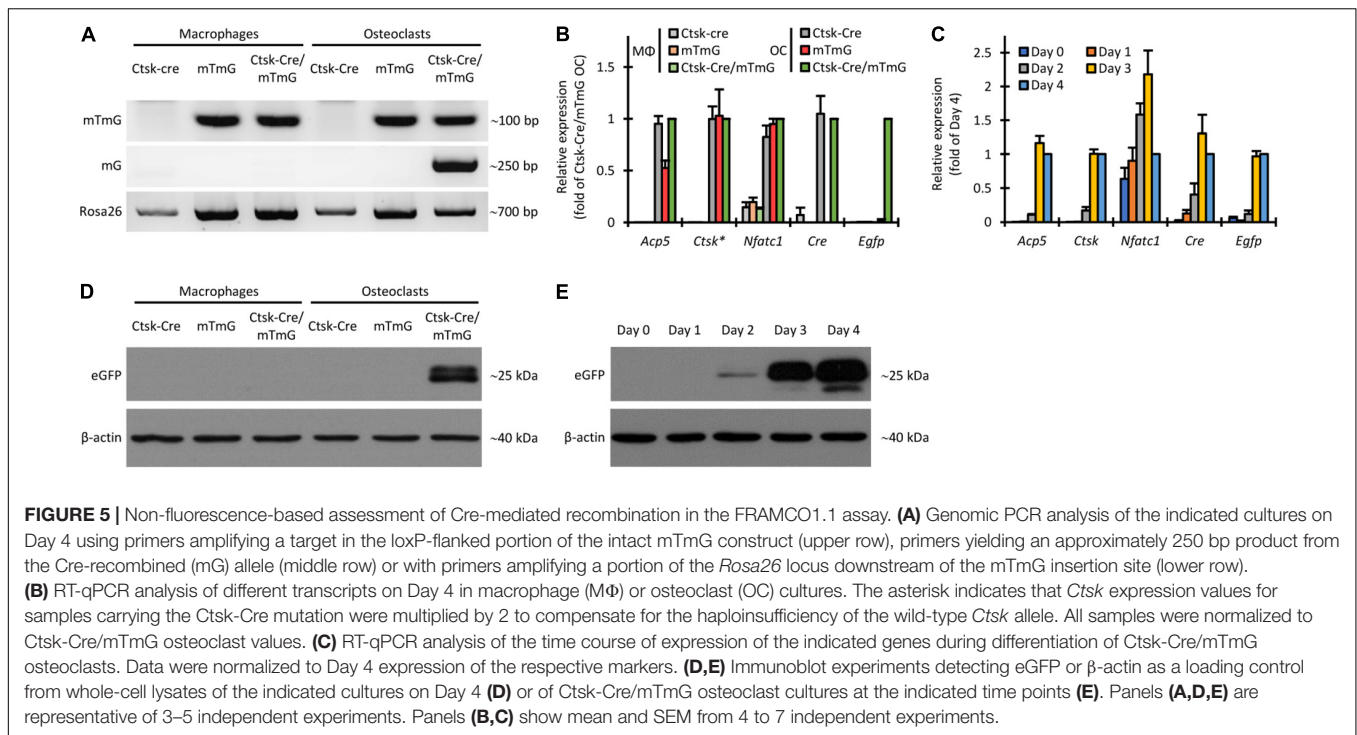 A
Macrophages Osteoclasts
Ctsk-cre mTmG Ctsk-Cre/ mTmG Ctsk-Cre mTmG Ctsk-Cre/ mTmG
mTmG ~100 bp
mG ~250 bp
Rosa26 ~700 bp
B
MΦ Ctsk-cre OC Ctsk-Cre
mTmG mTmG
Ctsk-Cre/mTmG Ctsk-Cre/mTmG
Relative expression
(fold of Ctsk-Cre/mTmG OC)
1.5
1
0.5
0
Acp5 Ctsk* Nfatc1 Cre Egfp
C
Day 0 Day 1
Day 2 Day 3
Day 4
Relative expression
(fold of Day 4)
2.5
2
1.5
1
0.5
0
Acp5 Ctsk Nfatc1 Cre Egfp
D
Macrophages Osteoclasts
Ctsk-Cre mTmG Ctsk-Cre/ mTmG Ctsk-Cre mTmG Ctsk-Cre/ mTmG
eGFP ~25 kDa
β-actin ~40 kDa
E
Day 0 Day 1 Day 2 Day 3 Day 4
eGFP ~25 kDa
β-actin ~40 kDa
FIGURE 5 | Non-fluorescence-based assessment of Cre-mediated recombination in the FRAMCO1.1 assay. (A) Genomic PCR analysis of the indicated cultures on
Day 4 using primers amplifying a target in the loxP-flanked portion of the intact mTmG construct (upper row), primers yielding an approximately 250 bp product from
the Cre-recombined (mG) allele (middle row) or with primers amplifying a portion of the Rosa26 locus downstream of the mTmG insertion site (lower row).
(B) RT-qPCR analysis of different transcripts on Day 4 in macrophage (MΦ) or osteoclast (OC) cultures. The asterisk indicates that Ctsk expression values for
samples carrying the Ctsk-Cre mutation were multiplied by 2 to compensate for the haploinsufficiency of the wild-type Ctsk allele. All samples were normalized to
Ctsk-Cre/mTmG osteoclast values. (C) RT-qPCR analysis of the time course of expression of the indicated genes during differentiation of Ctsk-Cre/mTmG
osteoclasts. Data were normalized to Day 4 expression of the respective markers. (D,E) Immunoblot experiments detecting eGFP or β-actin as a loading control
from whole-cell lysates of the indicated cultures on Day 4 (D) or of Ctsk-Cre/mTmG osteoclast cultures at the indicated time points (E). Panels (A,D,E) are
representative of 3–5 independent experiments. Panels (B,C) show mean and SEM from 4 to 7 independent experiments.